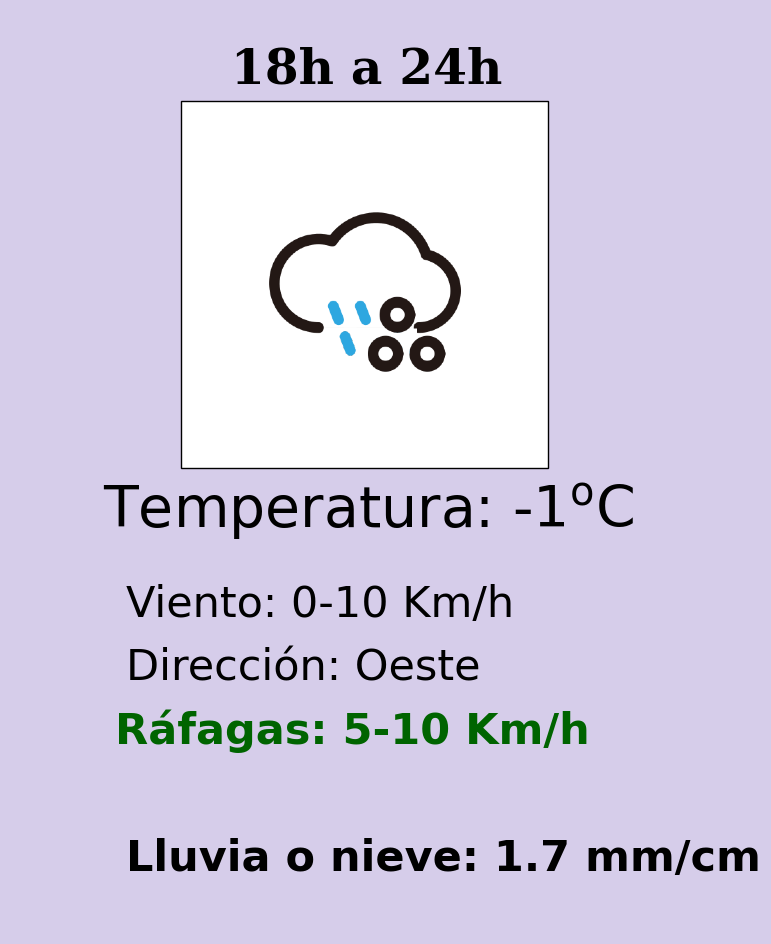 18h a 24h
Temperatura: -1ºC
Viento: 0-10 Km/h
Dirección: Oeste
Ráfagas: 5-10 Km/h
Lluvia o nieve: 1.7 mm/cm